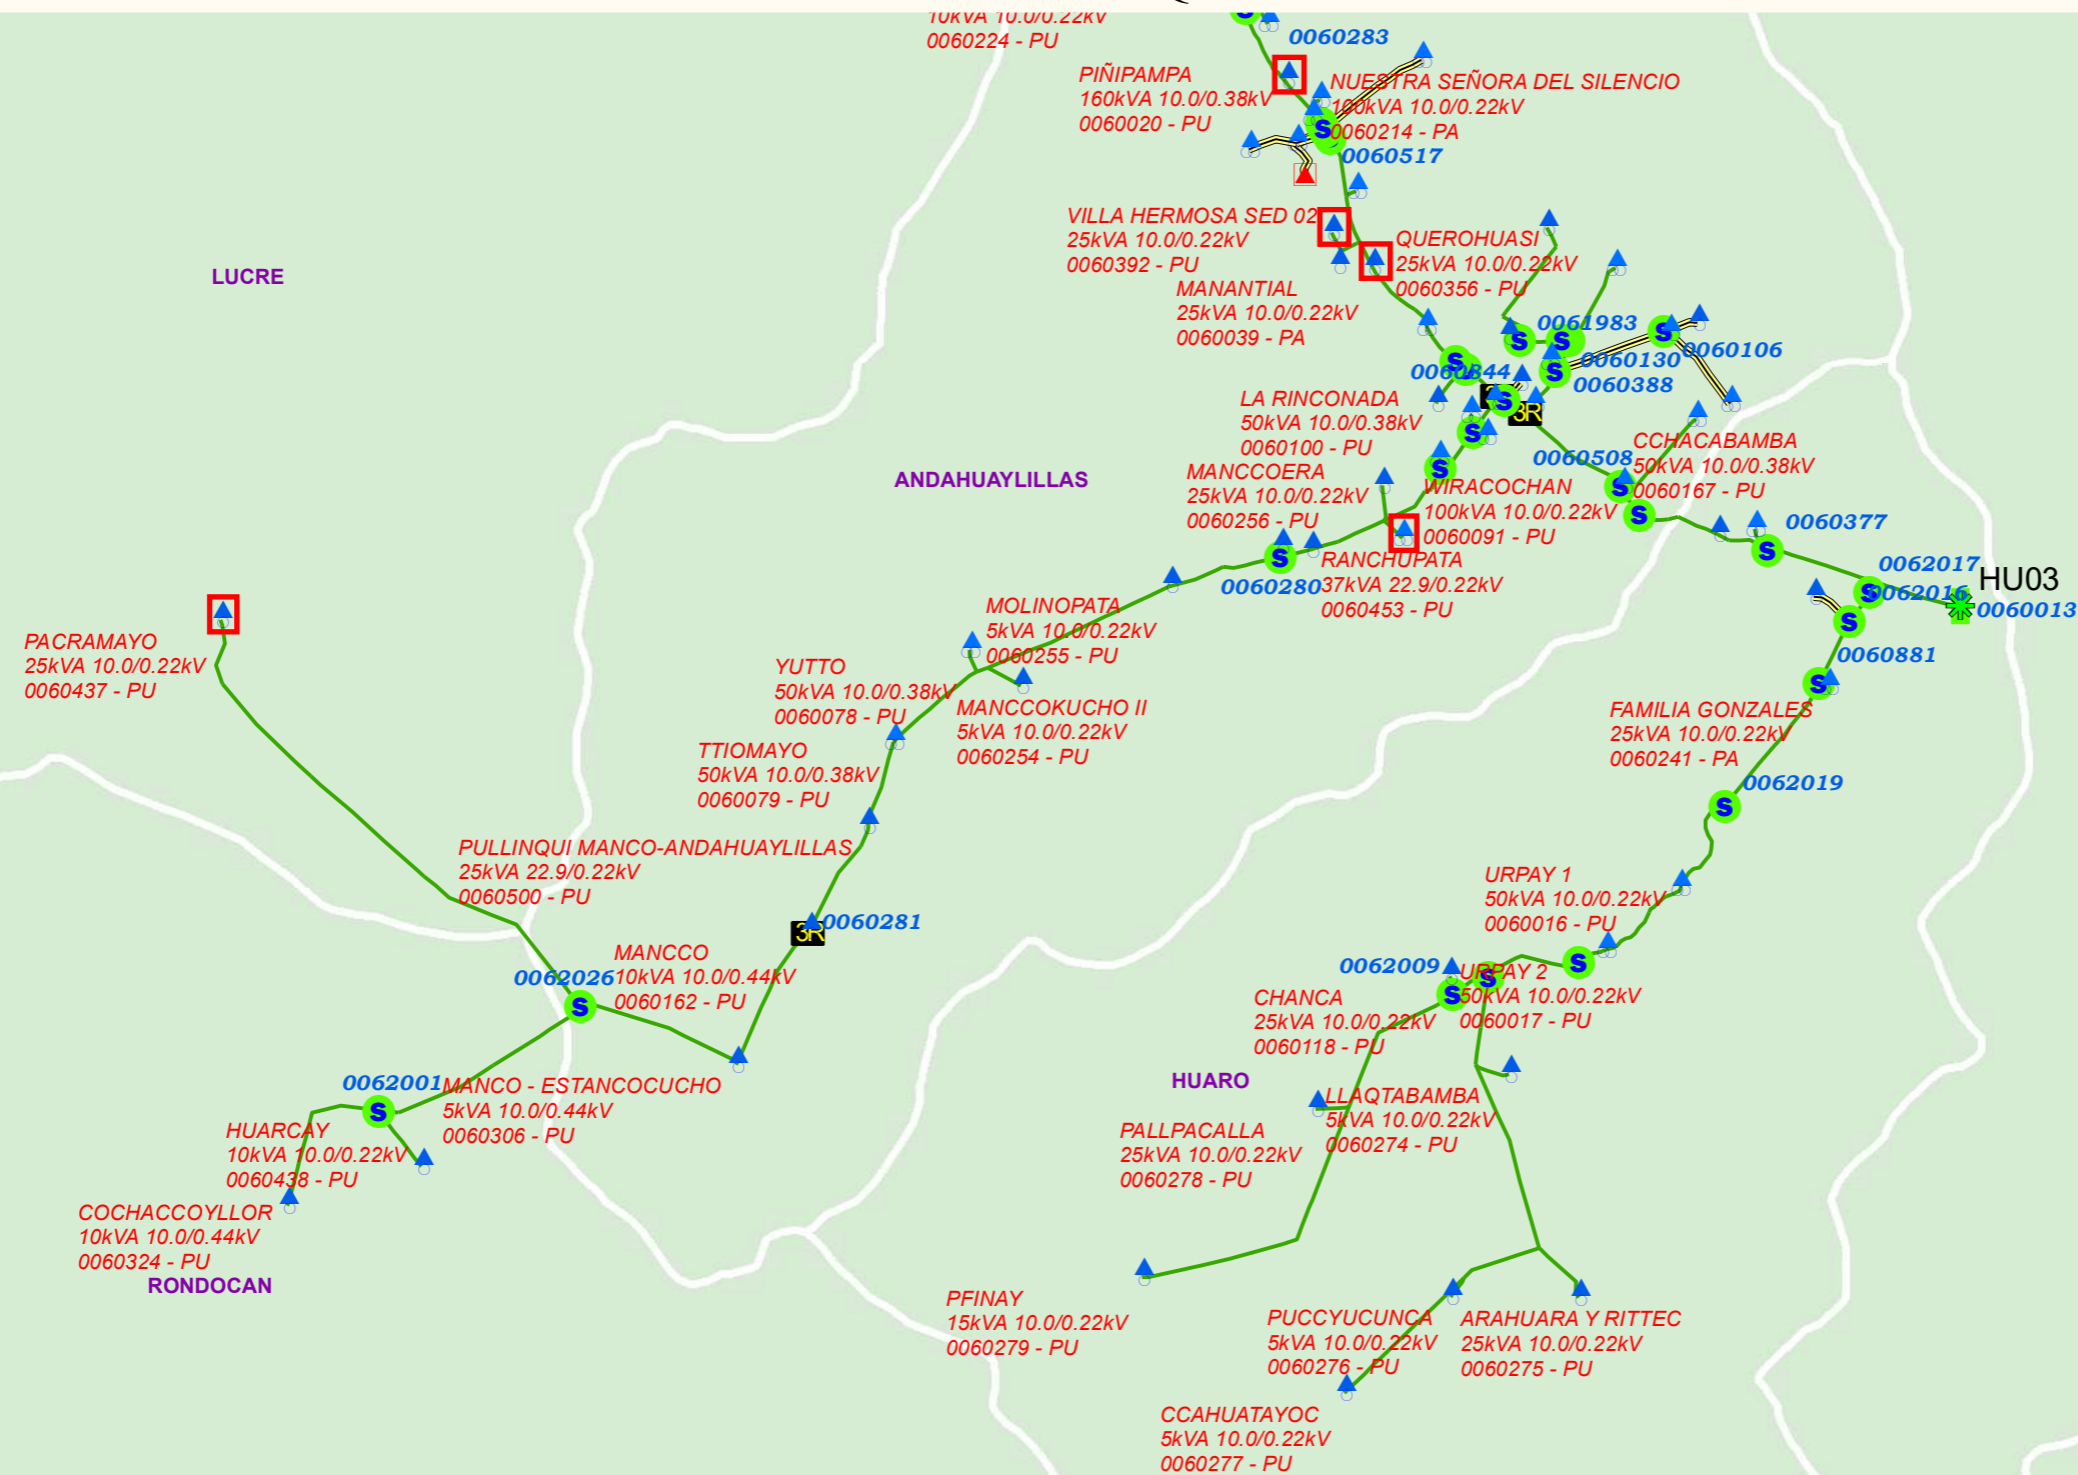 10kVA 10.0/0.22kV
0060224 - PU
0060283
PIÑIPAMPA
160kVA 10.0/0.38kV
0060020 - PU
NUESTRA SEÑORA DEL SILENCIO
100kVA 10.0/0.22kV
0060214 - PA
0060517
VILLA HERMOSA SED 02
25kVA 10.0/0.22kV
0060392 - PU
QUEROHUASI
25kVA 10.0/0.22kV
0060356 - PU
LUCRE
MANANTIAL
25kVA 10.0/0.22kV
0060039 - PA
0061983
0060106
0060130
0060388
0060844
LA RINCONADA
50kVA 10.0/0.38kV
0060100 - PU
3R
CCHACABAMBA
50kVA 10.0/0.38kV
0060167 - PU
0060508
ANDAHUAYLILLAS
MANCCOERA
25kVA 10.0/0.22kV
0060256 - PU
WIRACOCHAN
100kVA 10.0/0.22kV
0060091 - PU
0060377
0062017
HU03
0062016
0060013
0060280
RANCHUPATA
37kVA 22.9/0.22kV
0060453 - PU
MOLINOPATA
5kVA 10.0/0.22kV
0060255 - PU
PACRAMAYO
25kVA 10.0/0.22kV
0060437 - PU
0060881
YUTTO
50kVA 10.0/0.38kV
0060078 - PU
MANCCOKUCHO II
5kVA 10.0/0.22kV
0060254 - PU
FAMILIA GONZALES
25kVA 10.0/0.22kV
0060241 - PA
TTIOMAYO
50kVA 10.0/0.38kV
0060079 - PU
0062019
PULLINQUI MANCO-ANDAHUAYLILLAS
25kVA 22.9/0.22kV
0060500 - PU
URPAY 1
50kVA 10.0/0.22kV
0060016 - PU
3R
0060281
MANCCO
10kVA 10.0/0.44kV
0060162 - PU
0062026
0062009
URPAY 2
50kVA 10.0/0.22kV
0060017 - PU
CHANCA
25kVA 10.0/0.22kV
0060118 - PU
HUARO
0062001
MANCO - ESTANCOCUCHO
5kVA 10.0/0.44kV
0060306 - PU
LLAQTABAMBA
5kVA 10.0/0.22kV
0060274 - PU
HUARCAY
10kVA 10.0/0.22kV
0060438 - PU
PALLPACALLA
25kVA 10.0/0.22kV
0060278 - PU
COCHACCOYLLOR
10kVA 10.0/0.44kV
0060324 - PU
RONDOCAN
PFINAY
15kVA 10.0/0.22kV
0060279 - PU
PUCCYUCUNCA
5kVA 10.0/0.22kV
0060276 - PU
ARAHUARA Y RITTEC
25kVA 10.0/0.22kV
0060275 - PU
CCAHUATAYOC
5kVA 10.0/0.22kV
0060277 - PU